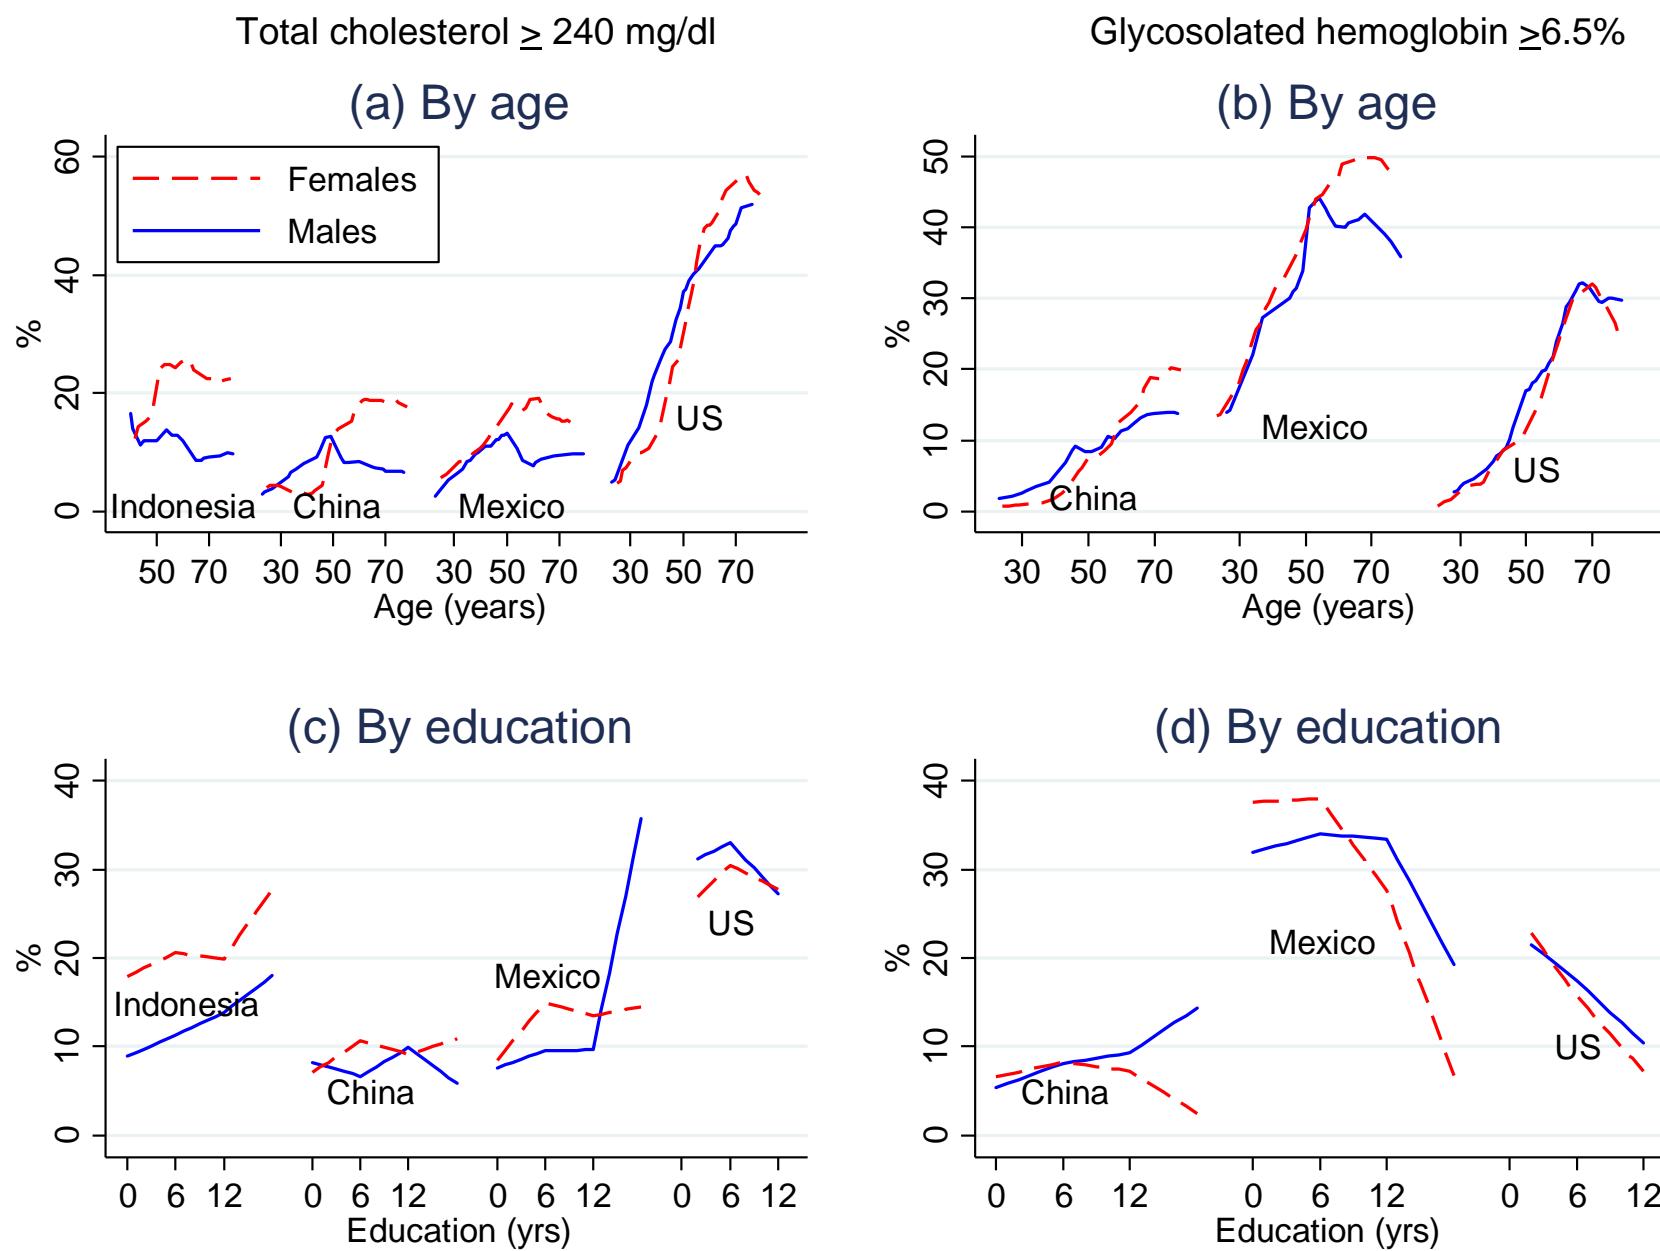 Total cholesterol ≥ 240 mg/dl
Glycosolated hemoglobin ≥6.5%
(a) By age
60
40
20
0
%
Females
Males
Indonesia
China
Mexico
US
50 70 30 50 70 30 50 70 30 50 70
Age (years)
(b) By age
50
40
30
20
10
0
%
China
Mexico
US
30 50 70 30 50 70 30 50 70
Age (years)
(c) By education
40
30
20
10
0
%
Indonesia
China
Mexico
US
0 6 12 0 6 12 0 6 12 0 6 12
Education (yrs)
(d) By education
40
30
20
10
0
%
China
Mexico
US
0 6 12 0 6 12 0 6 12
Education (yrs)